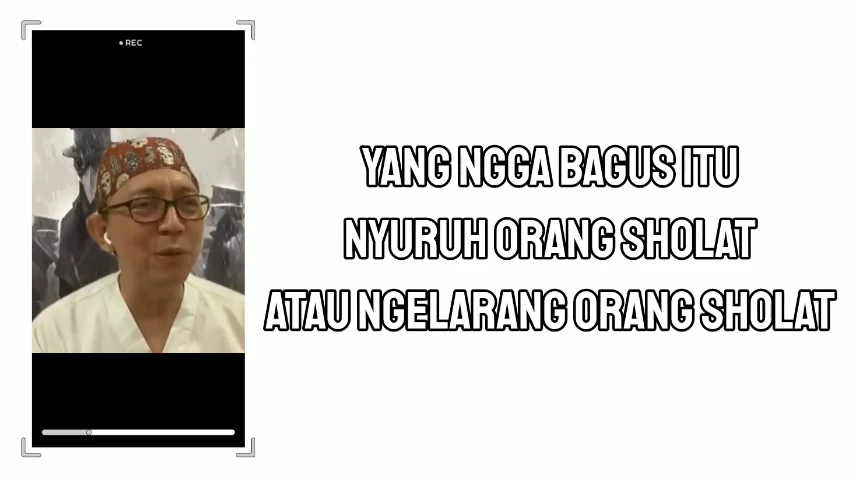 REC
YANG NGGA BAGUS ITU
NYURUH ORANG SHOLAT
ATAU NGELARANG ORANG SHOLAT